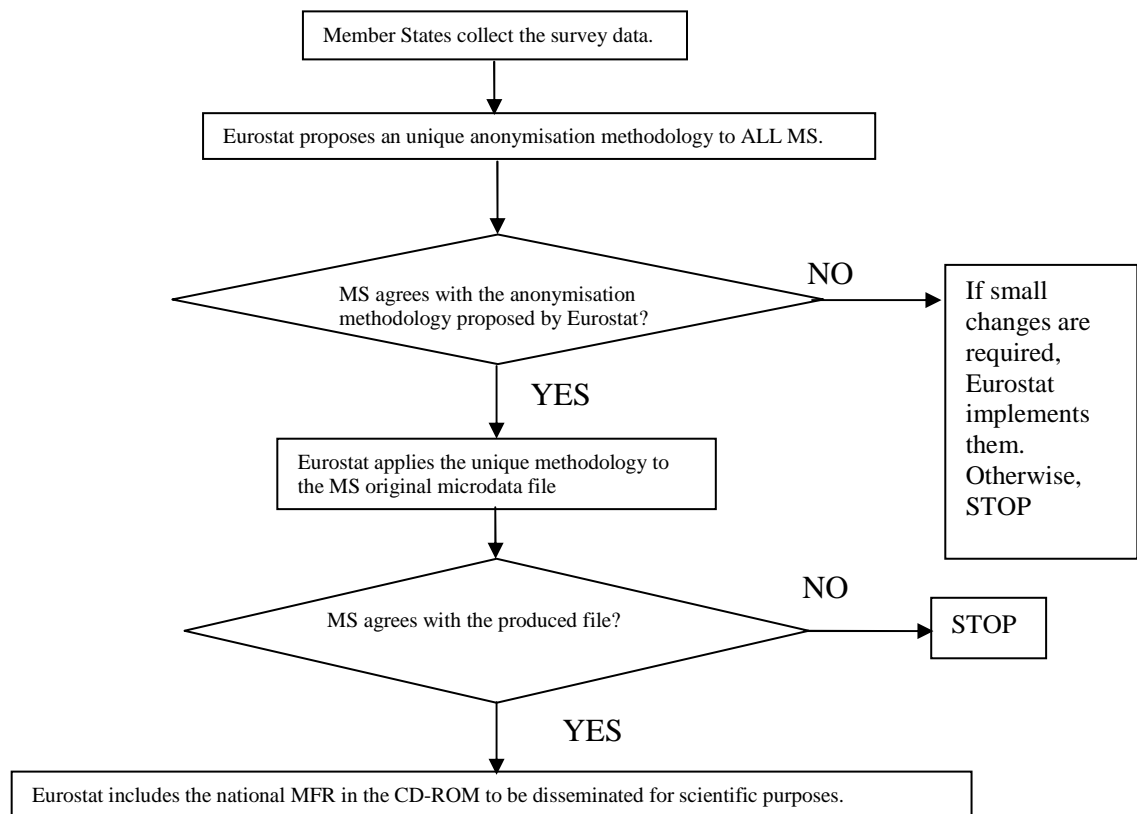 Member States collect the survey data.
Eurostat proposes an unique anonymisation methodology to ALL MS.
MS agrees with the anonymisation
methodology proposed by Eurostat?
NO
If small
changes are
required,
Eurostat
implements
them.
Otherwise,
STOP
YES
Eurostat applies the unique methodology to
the MS original microdata file
MS agrees with the produced file?
NO
STOP
YES
Eurostat includes the national MFR in the CD-ROM to be disseminated for scientific purposes.